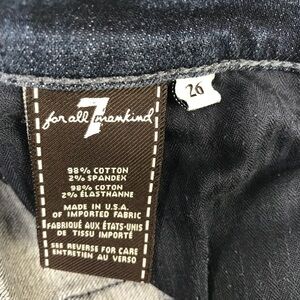 7
for all mankind
26
98% COTTON
2% SPANDEX
98% COTON
2% ÉLASTHANNE
MADE IN U.S.A.
OF IMPORTED FABRIC
FABRIQUÉ AUX ÉTATS-UNIS
DE TISSU IMPORTÉ
SEE REVERSE FOR CARE
ENTRETIEN AU VERSO